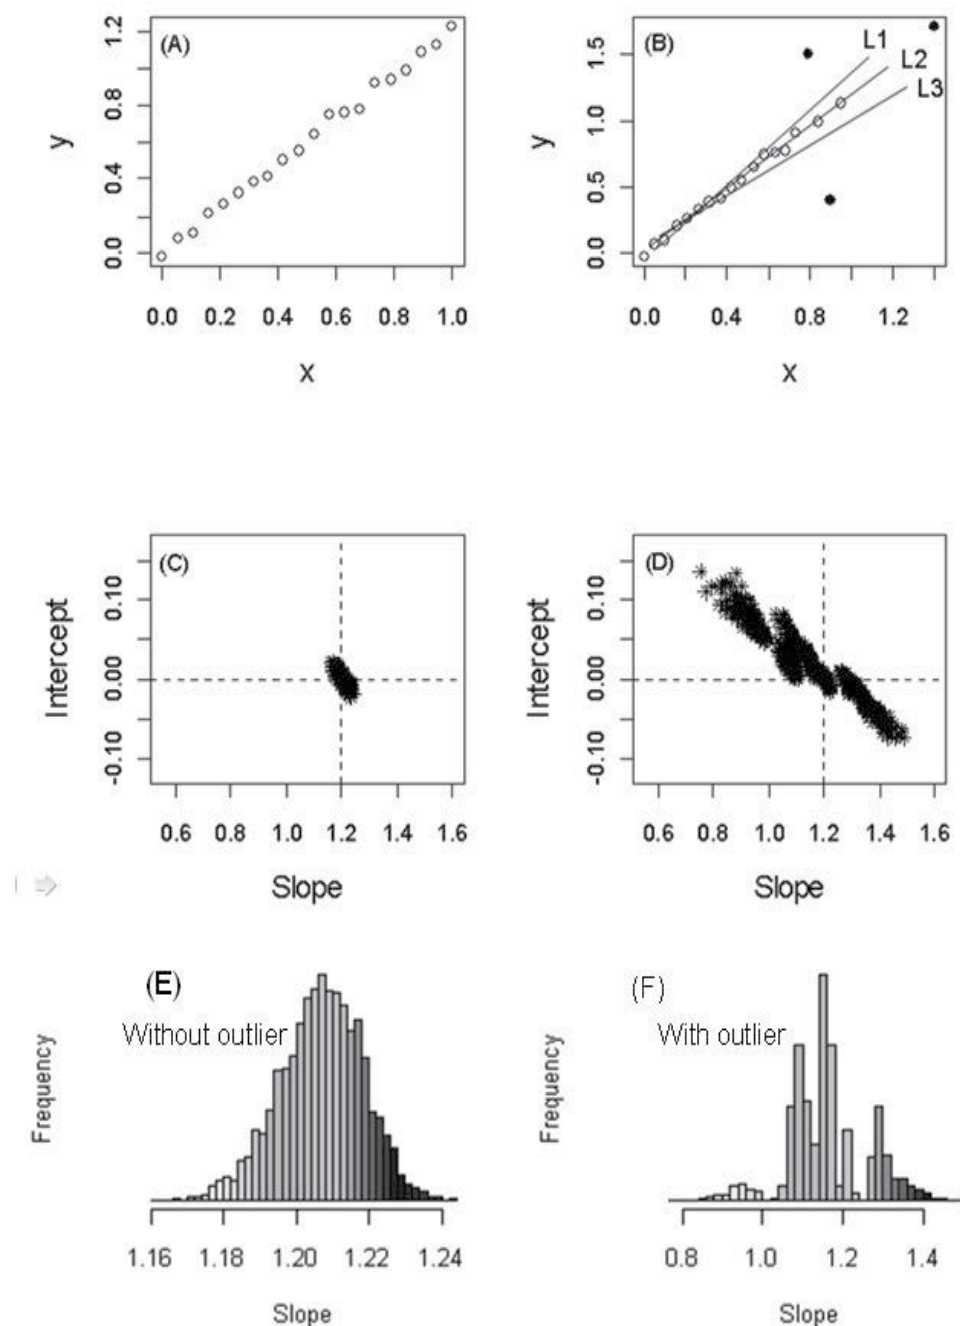 (A)
y
0.0 0.4 0.8 1.2
0.0 0.2 0.4 0.6 0.8 1.0
X
(B)
L1
L2
L3
y
0.0 0.5 1.0 1.5
0.0 0.4 0.8 1.2
X
(C)
Intercept
-0.10 0.00 0.10
0.6 0.8 1.0 1.2 1.4 1.6
Slope
(D)
Intercept
-0.10 0.00 0.10
0.6 0.8 1.0 1.2 1.4 1.6
Slope
(E)
Without outlier
Frequency
1.16 1.18 1.20 1.22 1.24
Slope
(F)
With outlier
Frequency
0.8 1.0 1.2 1.4
Slope